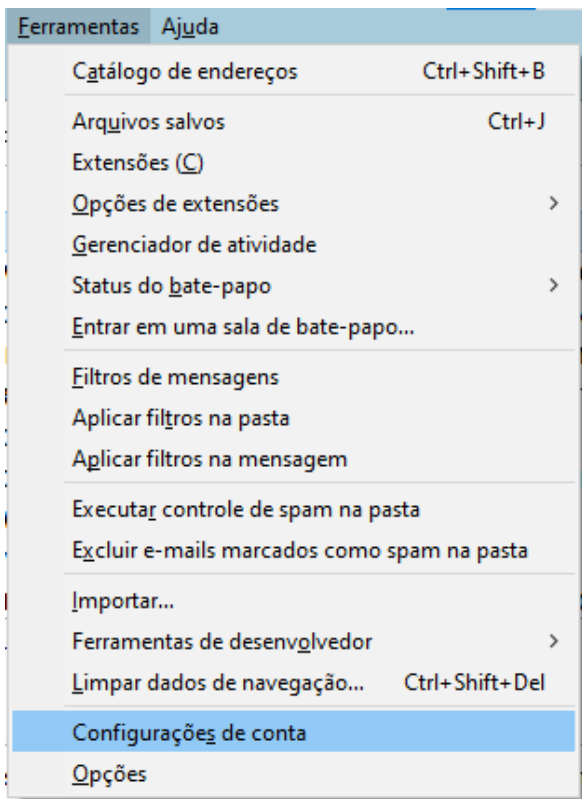 Ferramentas Ajuda
Catálogo de endereços Ctrl+Shift+B
Arquivos salvos Ctrl+J
Extensões (C)
Opções de extensões >
Gerenciador de atividade
Status do bate-papo >
Entrar em uma sala de bate-papo...
Filtros de mensagens
Aplicar filtros na pasta
Aplicar filtros na mensagem
Executar controle de spam na pasta
Excluir e-mails marcados como spam na pasta
Importar...
Ferramentas de desenvolvedor >
Limpar dados de navegação... Ctrl+Shift+Del
Configurações de conta
Opções